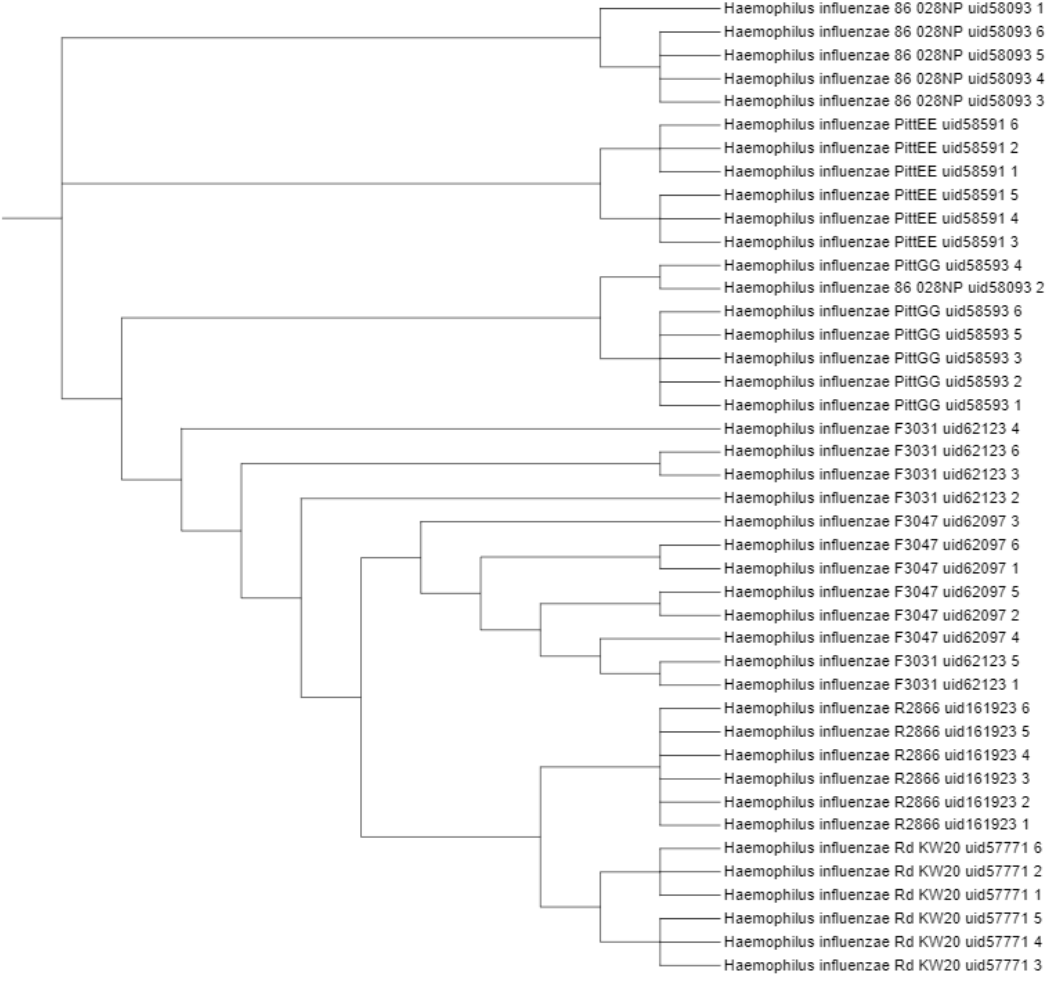 Haemophilus influenzae 86 028NP uid58093 1
Haemophilus influenzae 86 028NP uid58093 6
Haemophilus influenzae 86 028NP uid58093 5
Haemophilus influenzae 86 028NP uid58093 4
Haemophilus influenzae 86 028NP uid58093 3
Haemophilus influenzae PittEE uid58591 6
Haemophilus influenzae PittEE uid58591 2
Haemophilus influenzae PittEE uid58591 1
Haemophilus influenzae PittEE uid58591 5
Haemophilus influenzae PittEE uid58591 4
Haemophilus influenzae PittEE uid58591 3
Haemophilus influenzae PittGG uid58593 4
Haemophilus influenzae 86 028NP uid58093 2
Haemophilus influenzae PittGG uid58593 6
Haemophilus influenzae PittGG uid58593 5
Haemophilus influenzae PittGG uid58593 3
Haemophilus influenzae PittGG uid58593 2
Haemophilus influenzae PittGG uid58593 1
Haemophilus influenzae F3031 uid62123 4
Haemophilus influenzae F3031 uid62123 6
Haemophilus influenzae F3031 uid62123 3
Haemophilus influenzae F3031 uid62123 2
Haemophilus influenzae F3047 uid62097 3
Haemophilus influenzae F3047 uid62097 6
Haemophilus influenzae F3047 uid62097 1
Haemophilus influenzae F3047 uid62097 5
Haemophilus influenzae F3047 uid62097 2
Haemophilus influenzae F3047 uid62097 4
Haemophilus influenzae F3031 uid62123 5
Haemophilus influenzae F3031 uid62123 1
Haemophilus influenzae R2866 uid161923 6
Haemophilus influenzae R2866 uid161923 5
Haemophilus influenzae R2866 uid161923 4
Haemophilus influenzae R2866 uid161923 3
Haemophilus influenzae R2866 uid161923 2
Haemophilus influenzae R2866 uid161923 1
Haemophilus influenzae Rd KW20 uid57771 6
Haemophilus influenzae Rd KW20 uid57771 2
Haemophilus influenzae Rd KW20 uid57771 1
Haemophilus influenzae Rd KW20 uid57771 5
Haemophilus influenzae Rd KW20 uid57771 4
Haemophilus influenzae Rd KW20 uid57771 3